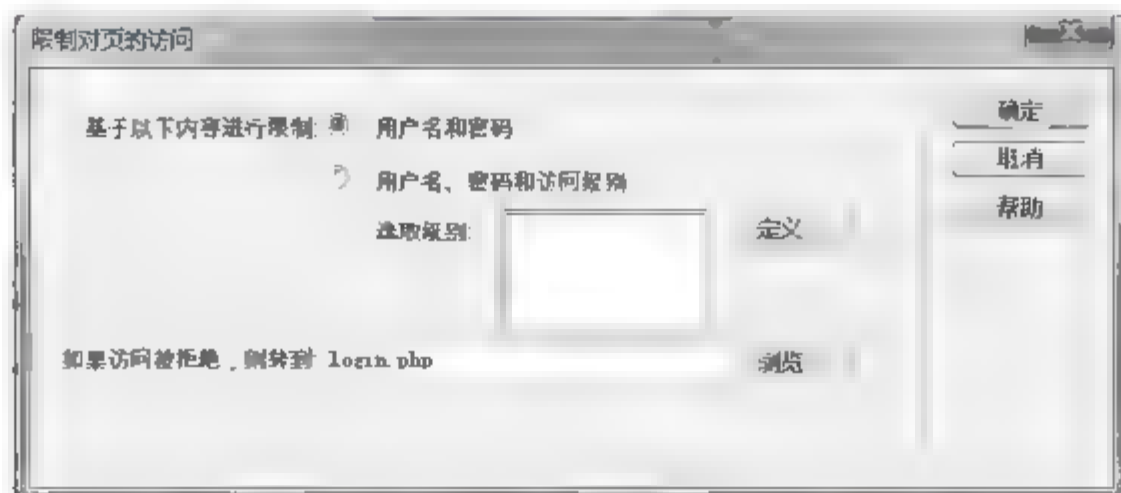 限制对页的访问
基于以下内容进行限制: 用户名和密码
用户名、密码和访问级别
选取级别:
定义
如果访问被拒绝，则转到 login.php
浏览
确定
取消
帮助